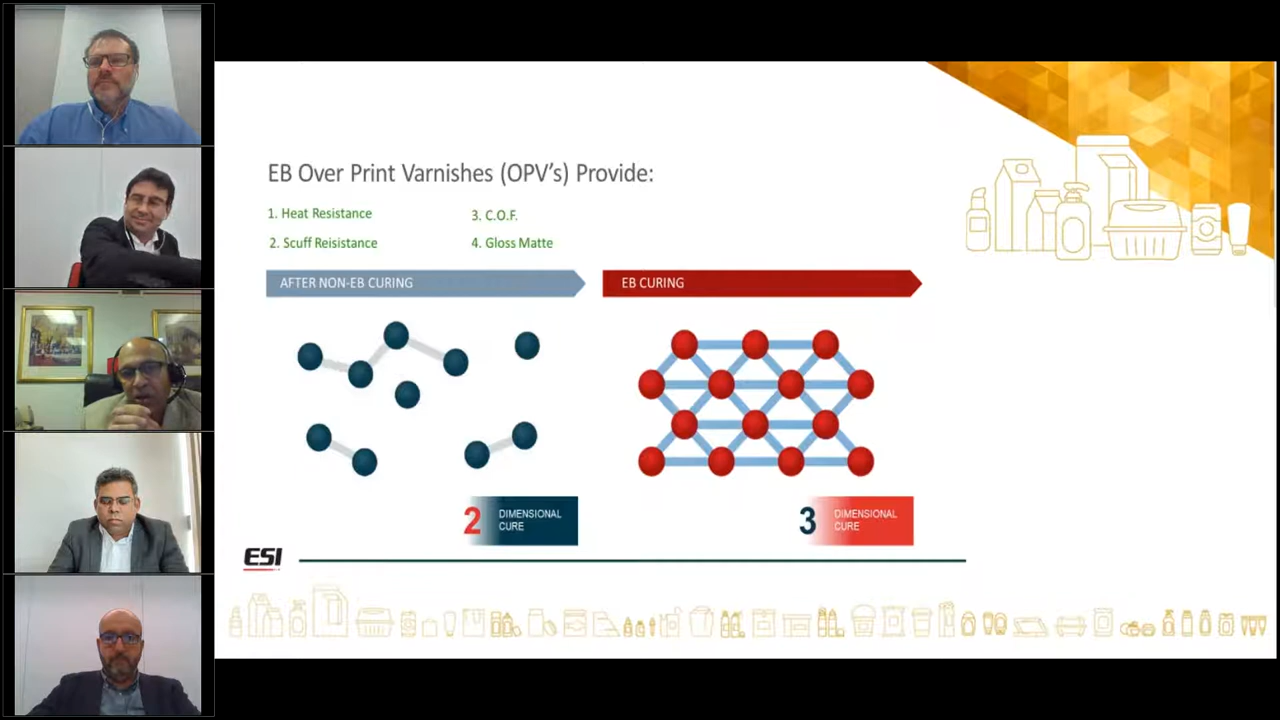 EB Over Print Varnishes (OPV's) Provide:
1. Heat Resistance
2. Scuff Reisistance
3. C.O.F.
4. Gloss Matte
AFTER NON-EB CURING
EB CURING
2 DIMENSIONAL
CURE
3 DIMENSIONAL
CURE
ESI